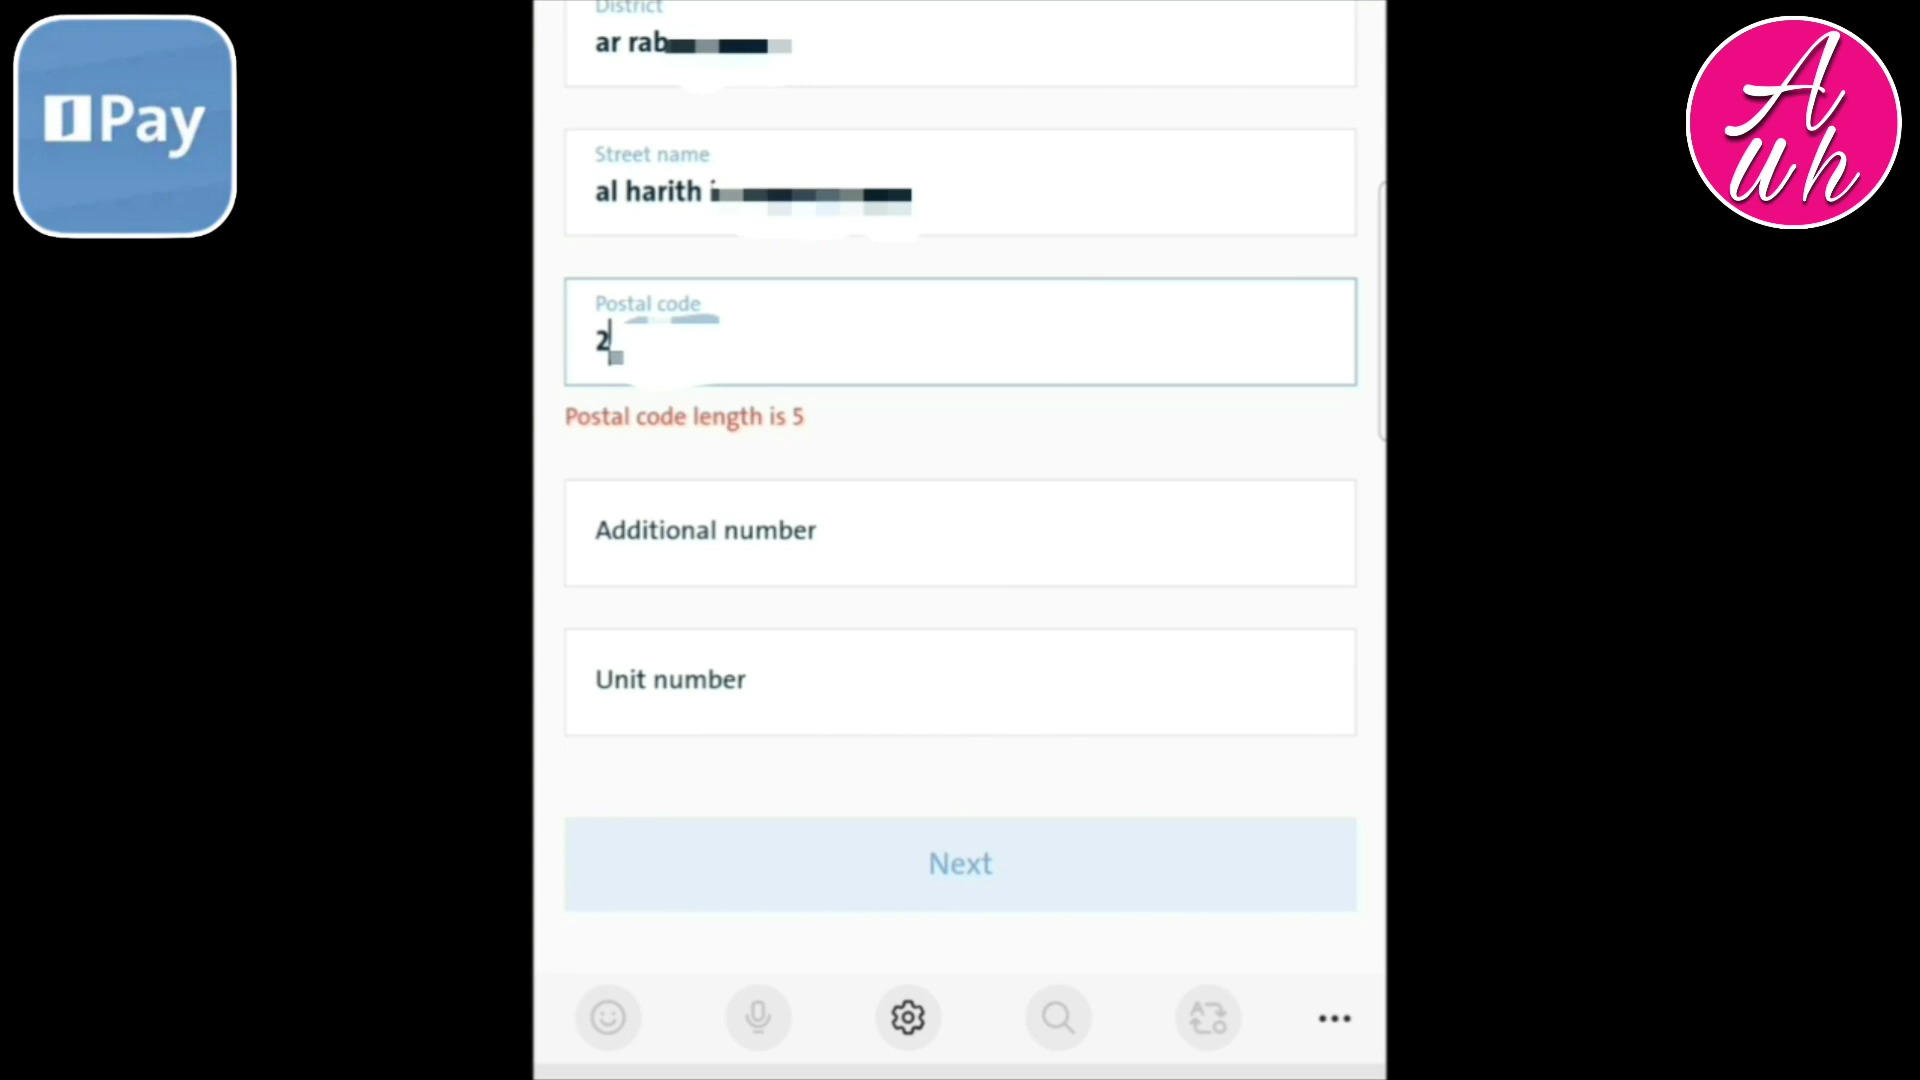 District
ar rab
Street name
al harith
Postal code
2
Postal code length is 5
Additional number
Unit number
Next
Pay
A
uh